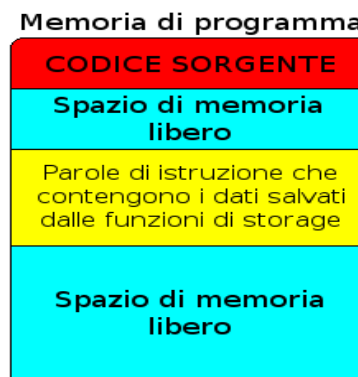 Memoria di programma
CODICE SORGENTE
Spazio di memoria
libero
Parole di istruzione che
contengono i dati salvati
dalle funzioni di storage
Spazio di memoria
libero